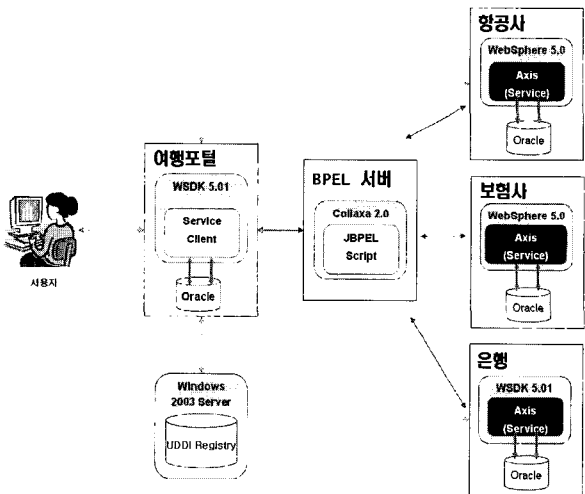 항공사
WebSphere 5.0
Axis
(Service)
Oracle
여행포털
WSDK 5.01
Service
Client
Oracle
BPEL 서버
Collaxa 2.0
JBPEL
Script
보험사
WebSphere 5.0
Axis
(Service)
Oracle
사용자
Windows
2003 Server
UDDI Registry
은행
WSDK 5.01
Axis
(Service)
Oracle